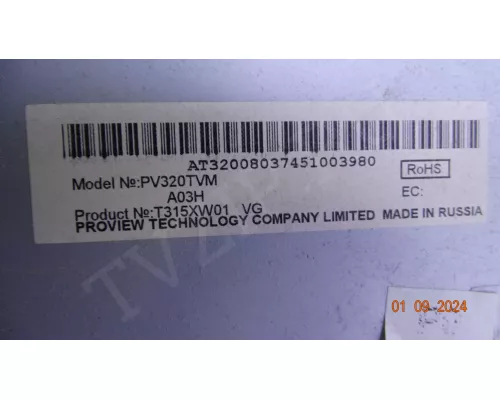 AT32008037451003980
Model №:PV320TVM
A03H
RoHS
EC:
Product №:T315XW01 VG
PROVIEW TECHNOLOGY COMPANY LIMITED MADE IN RUSSIA
01 09 2024